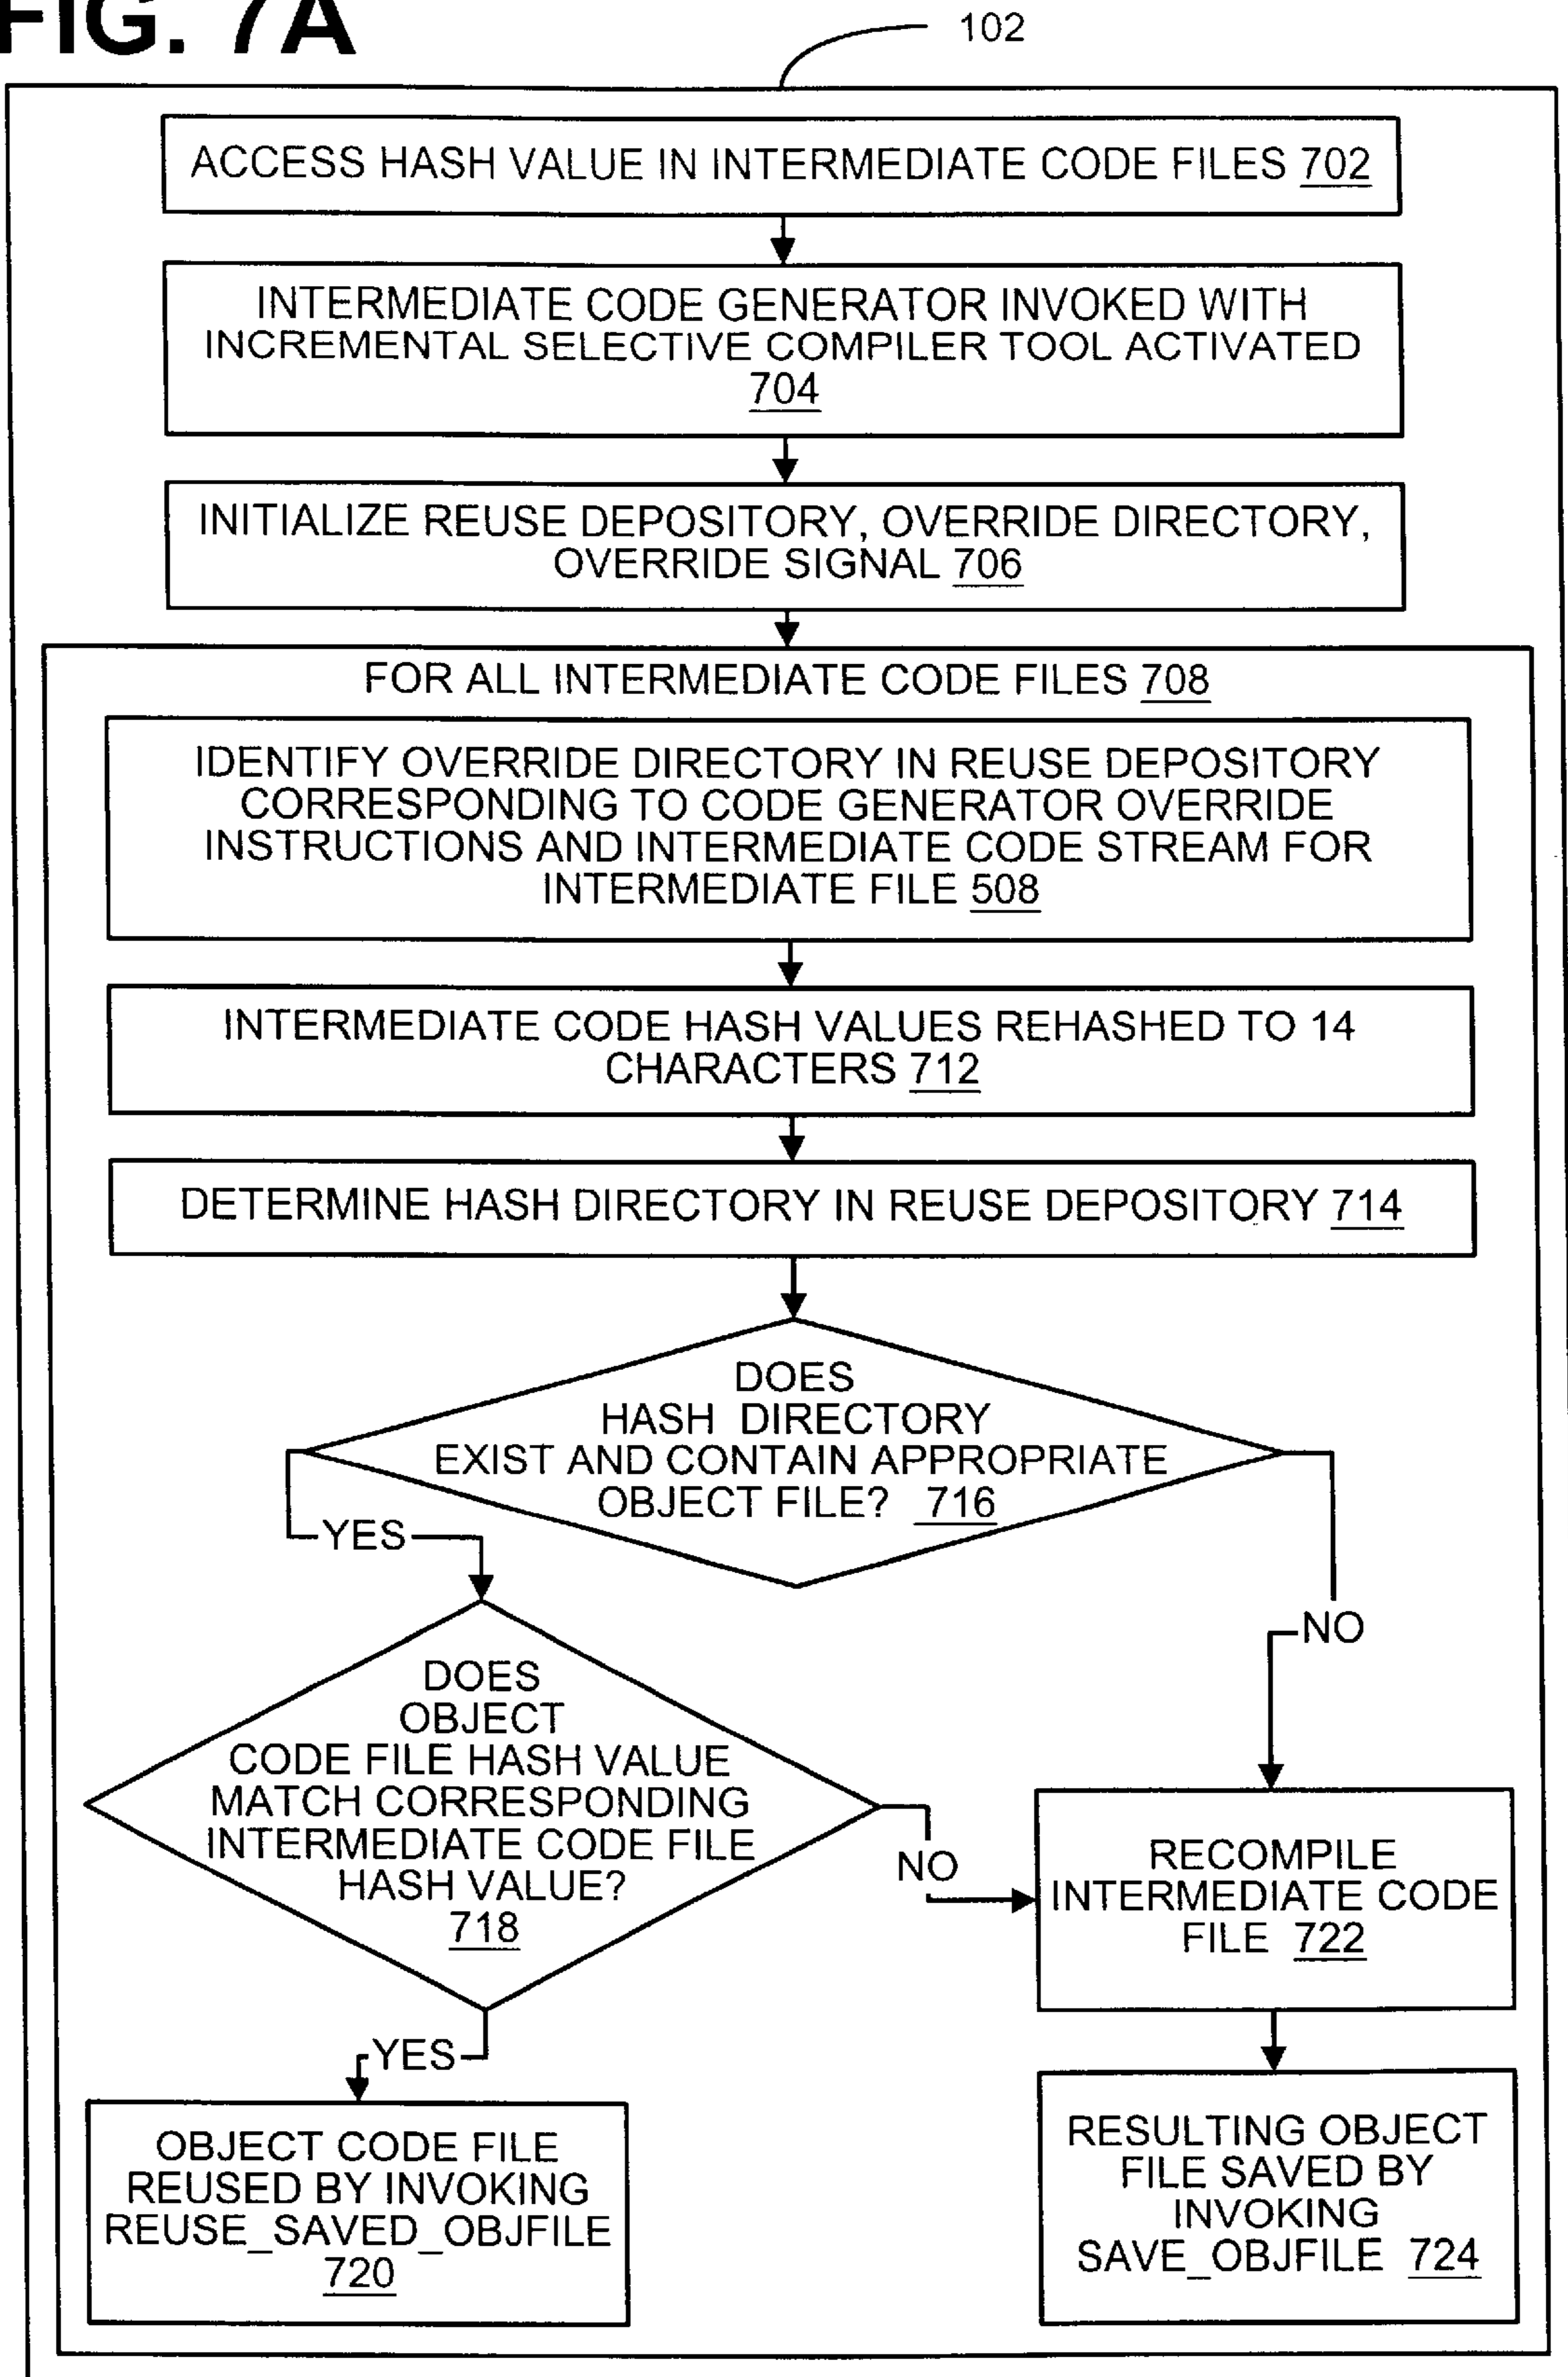 FIG. 7A
102
ACCESS HASH VALUE IN INTERMEDIATE CODE FILES 702
INTERMEDIATE CODE GENERATOR INVOKED WITH
INCREMENTAL SELECTIVE COMPILER TOOL ACTIVATED
704
INITIALIZE REUSE DEPOSITORY, OVERRIDE DIRECTORY,
OVERRIDE SIGNAL 706
FOR ALL INTERMEDIATE CODE FILES 708
IDENTIFY OVERRIDE DIRECTORY IN REUSE DEPOSITORY
CORRESPONDING TO CODE GENERATOR OVERRIDE
INSTRUCTIONS AND INTERMEDIATE CODE STREAM FOR
INTERMEDIATE FILE 508
INTERMEDIATE CODE HASH VALUES REHASHED TO 14
CHARACTERS 712
DETERMINE HASH DIRECTORY IN REUSE DEPOSITORY 714
DOES
HASH DIRECTORY
EXIST AND CONTAIN APPROPRIATE
OBJECT FILE? 716
YES
NO
DOES
OBJECT
CODE FILE HASH VALUE
MATCH CORRESPONDING
INTERMEDIATE CODE FILE
HASH VALUE?
718
NO
YES
RECOMPILE
INTERMEDIATE CODE
FILE 722
OBJECT CODE FILE
REUSED BY INVOKING
REUSE_SAVED_OBJFILE
720
RESULTING OBJECT
FILE SAVED BY
INVOKING
SAVE_OBJFILE 724